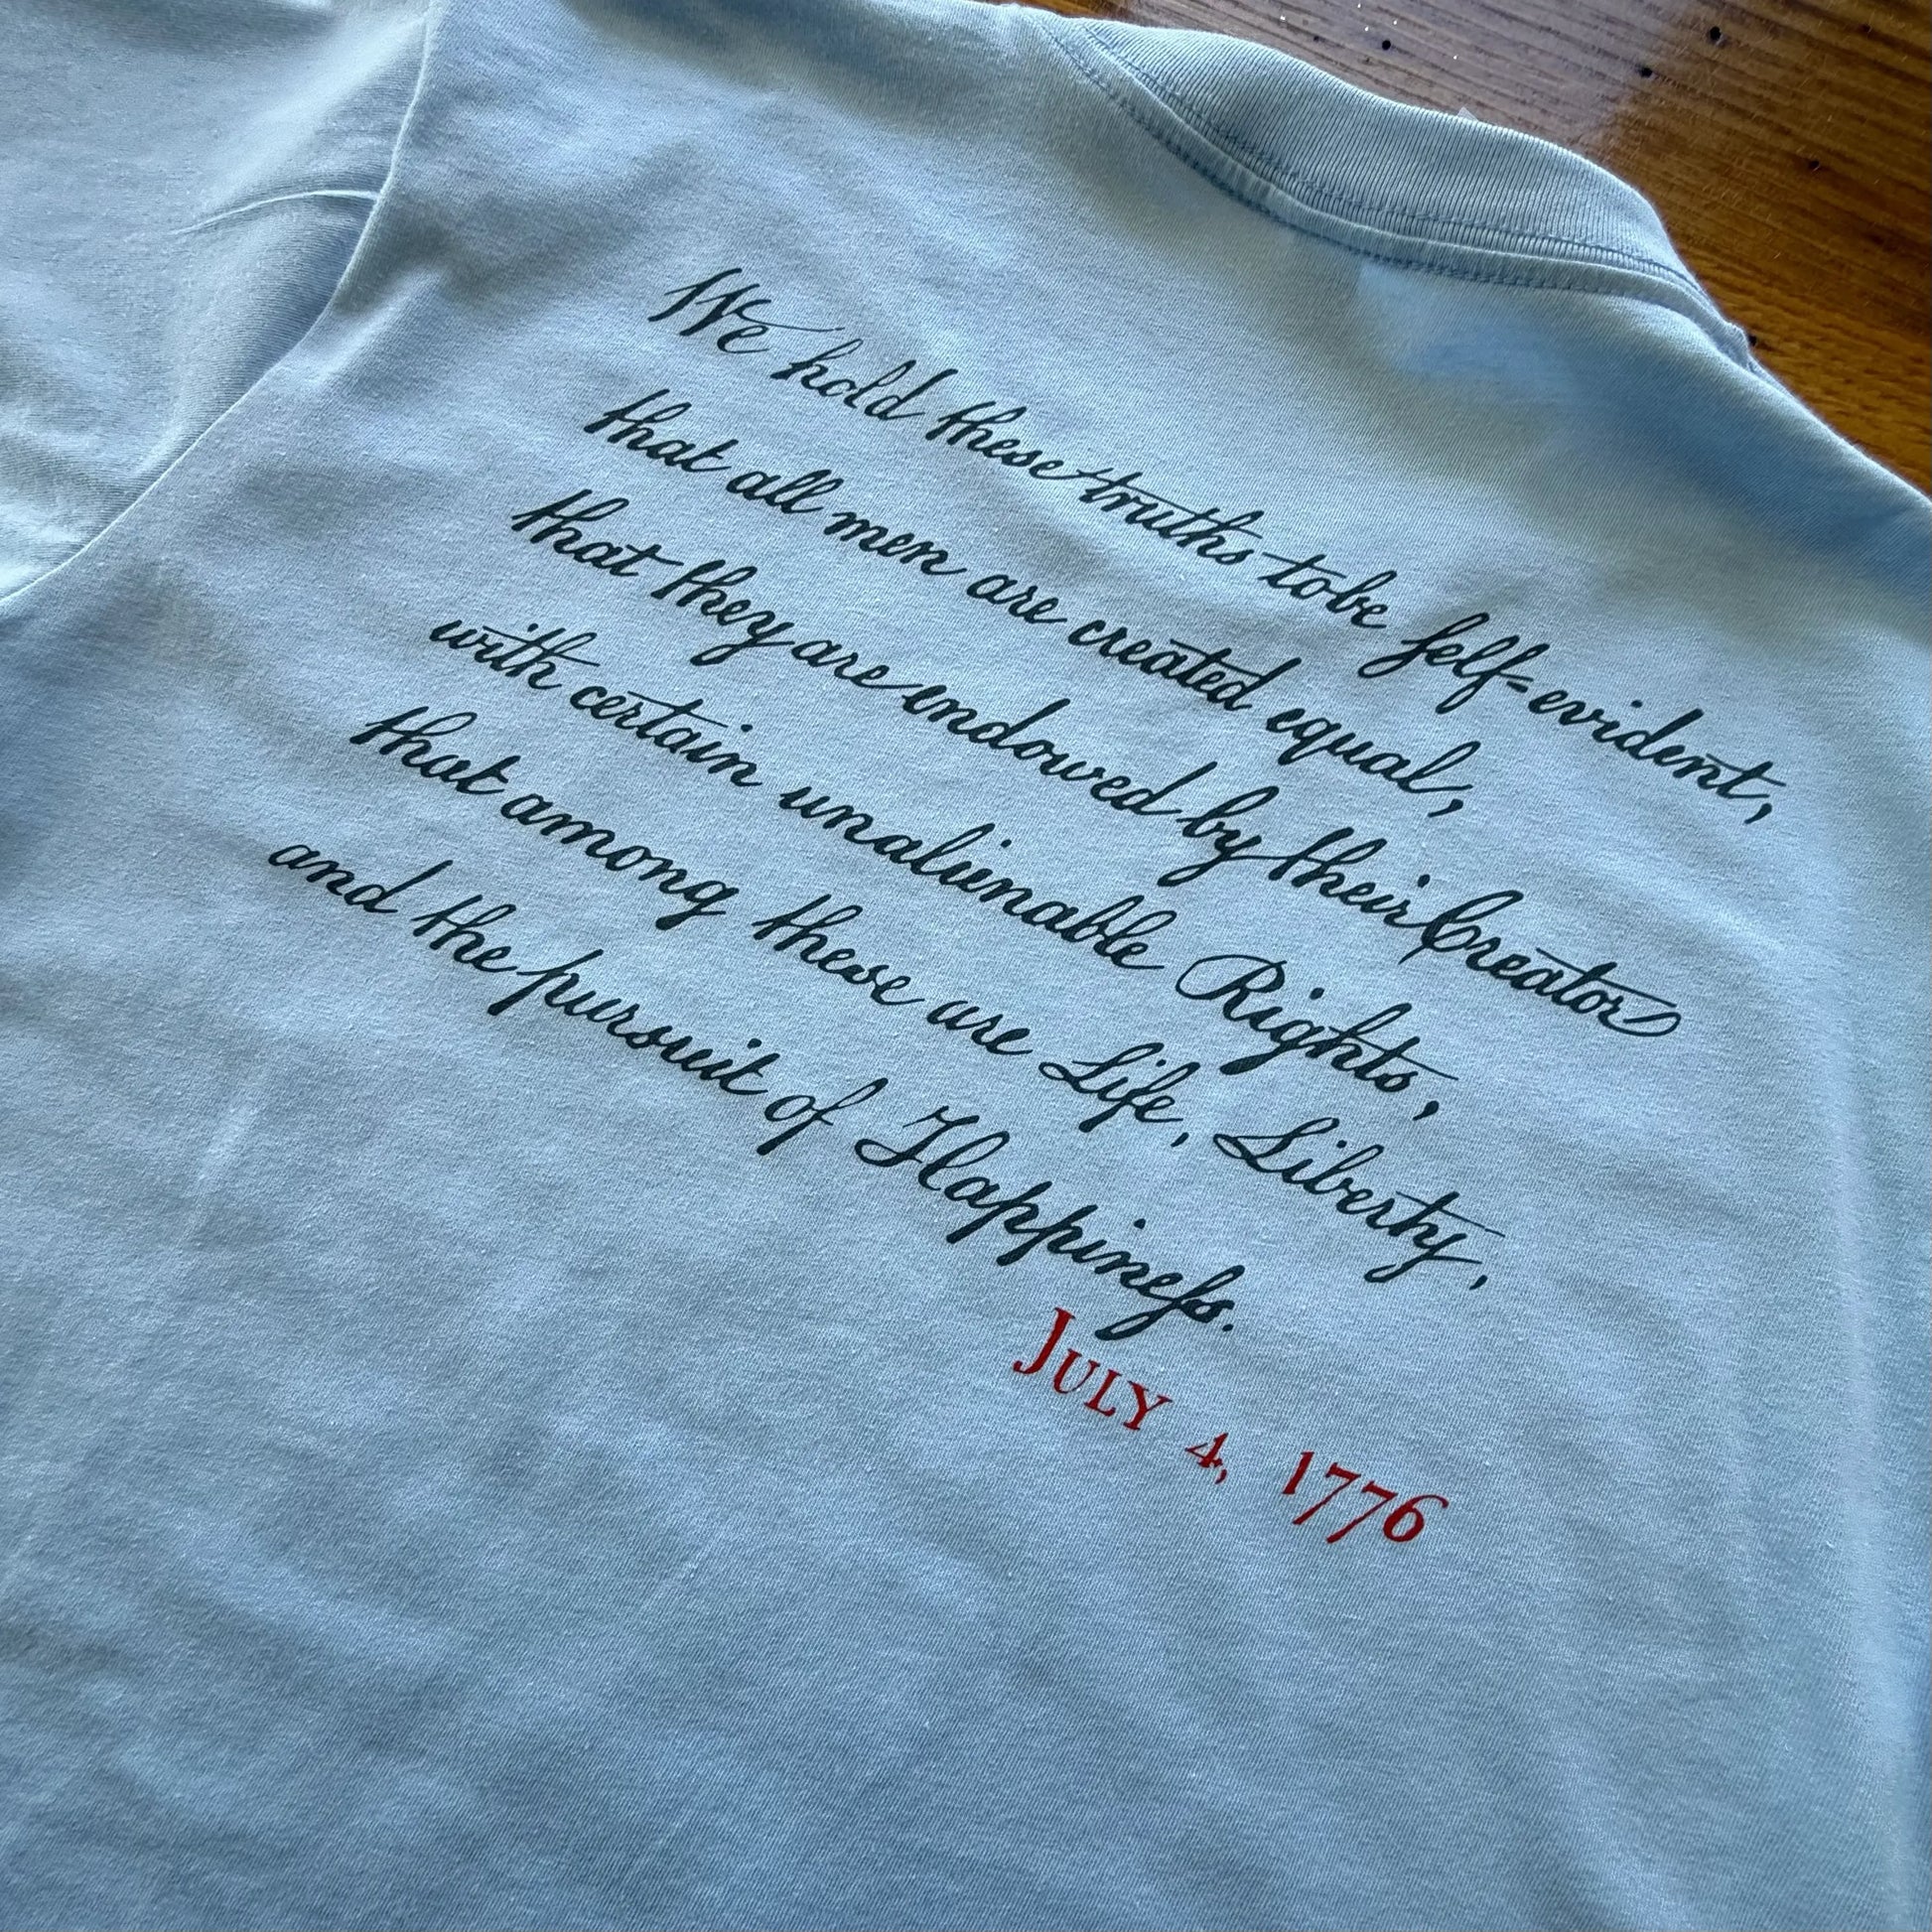 We hold these truths to be ſelf-evident,
that all men are created equal,
that they are endowed by their Creator
with certain unalienable Rights,
that among these are Life, Liberty,
and the pursuit of Happineſs.
July 4, 1776